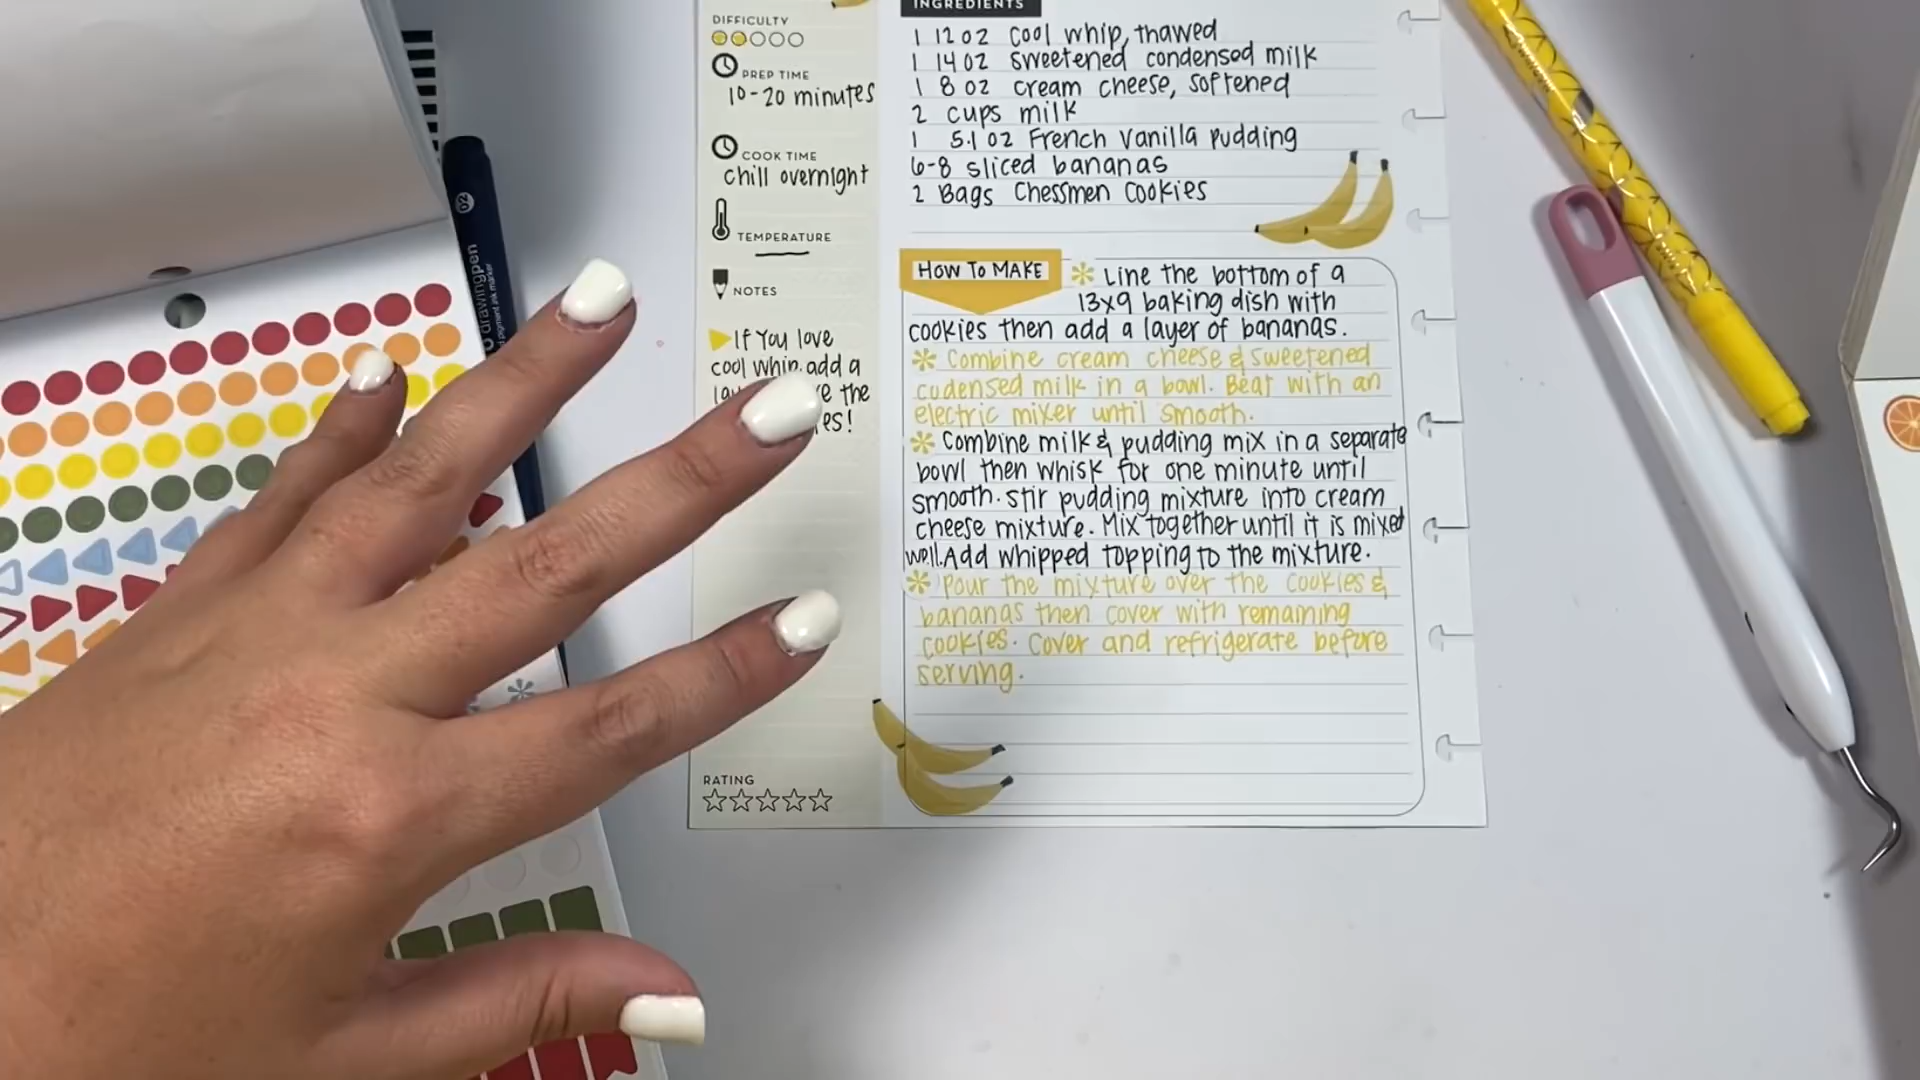 DIFFICULTY
PREP TIME
10-20 minutes
COOK TIME
chill overnight
TEMPERATURE
NOTES
If You love
cool whip add a
the
RATING
INGREDIENTS
1 12 oz cool whip, thawed
1 14 oz sweetened condensed milk
1 8 oz cream cheese, softened
2 cups milk
1 5.1 oz French Vanilla pudding
6-8 sliced bananas
2 Bags Chessmen Cookies
HOW TO MAKE
* Line the bottom of a
13x9 baking dish with
cookies then add a layer of bananas.
* Combine cream cheese & sweetened
cudensed milk in a bowl. Beat with an
electric mixer until smooth.
* Combine milk & pudding mix in a separate
bowl then whisk for one minute until
smooth. stir pudding mixture into cream
cheese mixture. Mix together until it is mixed
well. Add whipped topping to the mixture.
* Pour the mixture over the cookies &
bananas then cover with remaining
cookies. Cover and refrigerate before
serving.
02
drawingpen